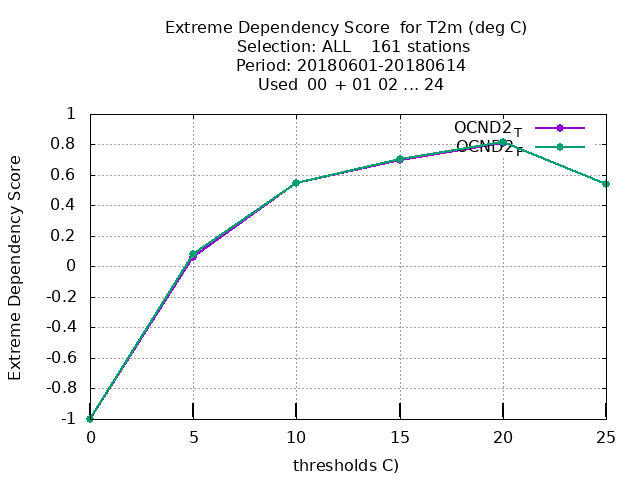 Extreme Dependency Score  for T2m (deg C)
Selection: ALL    161 stations
Period: 20180601-20180614
Used  00 + 01 02 ... 24
Extreme Dependency Score
1
0.8
0.6
0.4
0.2
0
-0.2
-0.4
-0.6
-0.8
-1
OCND2T
OCND2F
0 5 10 15 20 25
thresholds C)